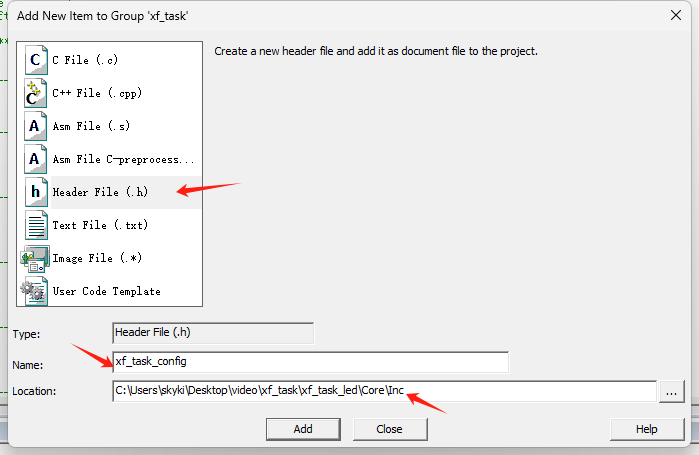 Add New Item to Group 'xf_task'
Create a new header file and add it as document file to the project.
C File (.c)
C++ File (.cpp)
Asm File (.s)
Asm File C-preprocess...
Header File (.h)
Text File (.txt)
Image File (.*)
User Code Template
Type: Header File (.h)
Name: xf_task_config
Location: C:\Users\skyki\Desktop\video\xf_task\xf_task_led\Core\Inc ...
Add Close Help